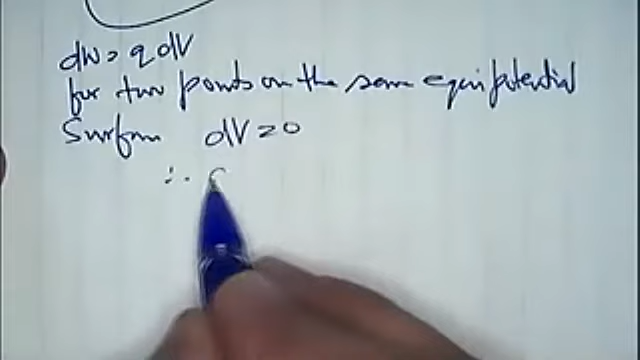 dW = q dV
for two points on the same equipotential
Surface dV = 0
∴